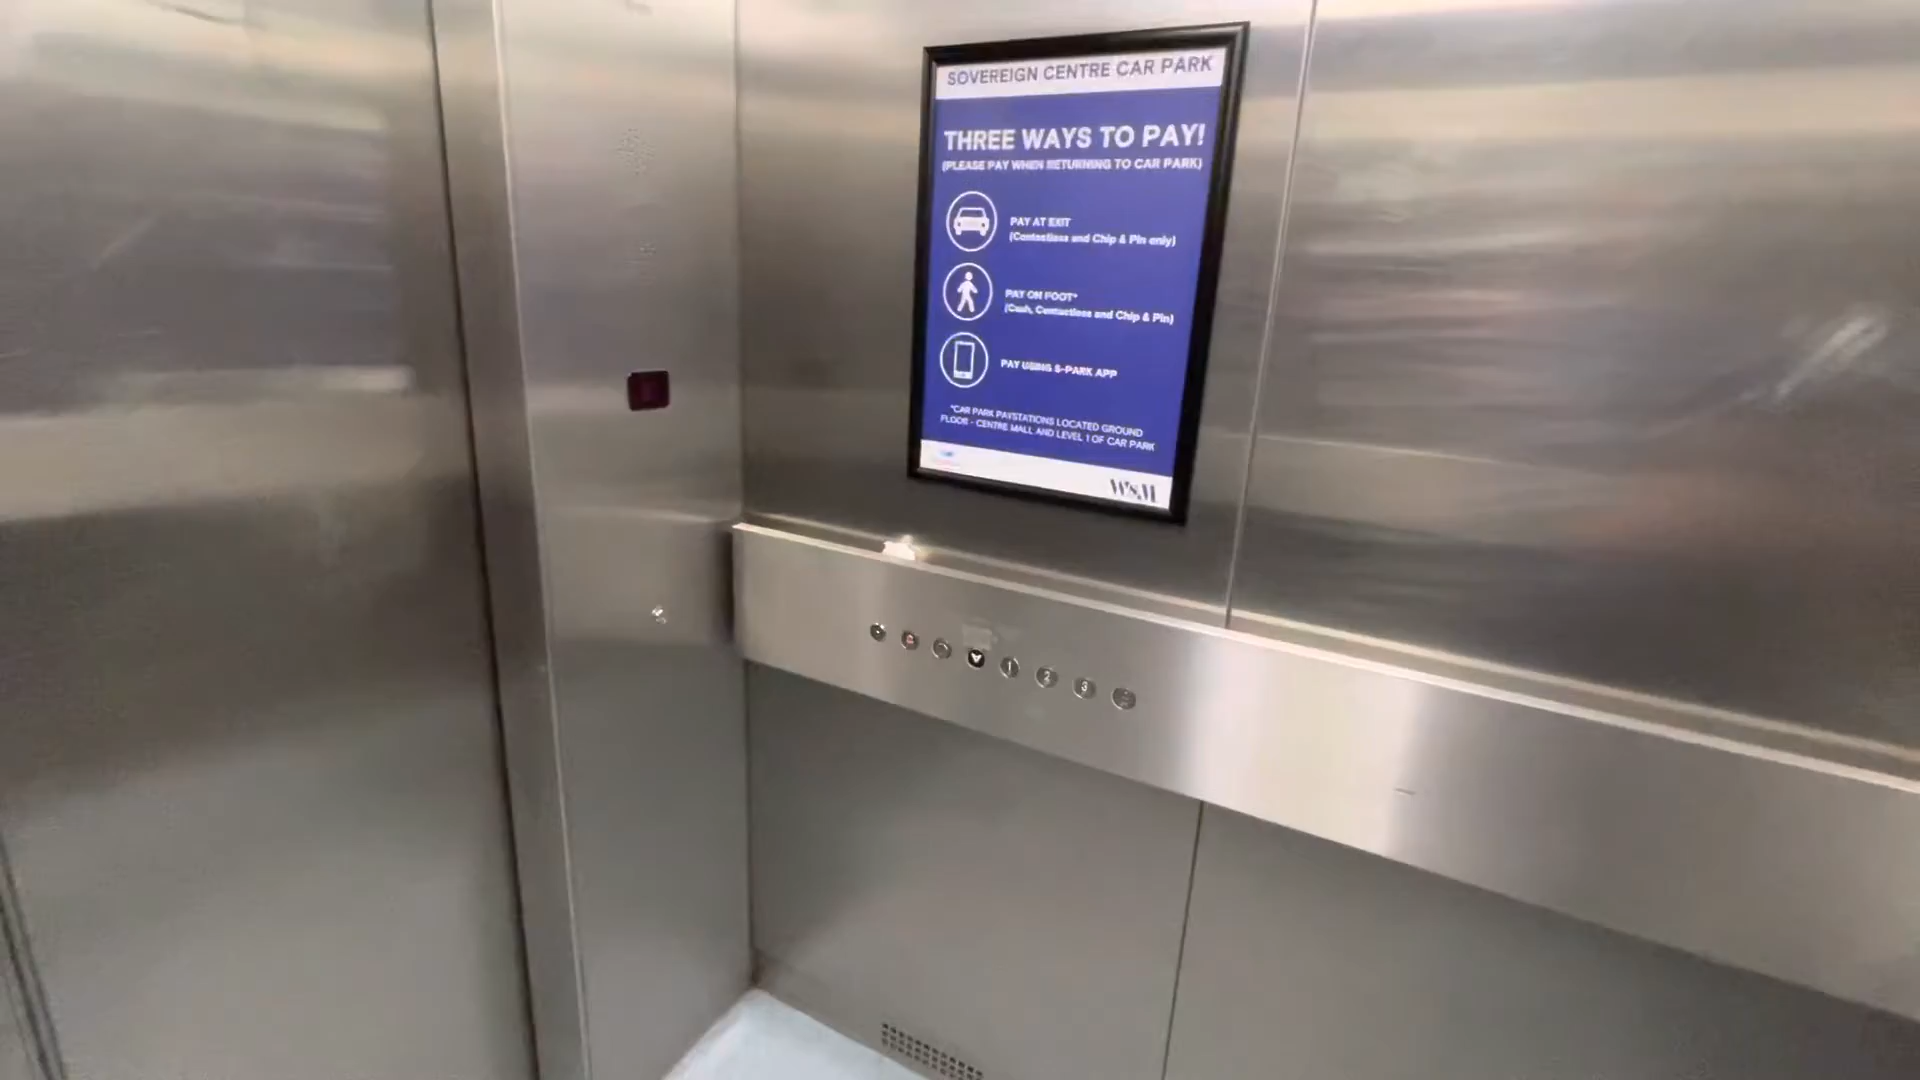 SOVEREIGN CENTRE CAR PARK
THREE WAYS TO PAY!
(PLEASE PAY WHEN RETURNING TO CAR PARK)
PAY AT EXIT
(Contactless and Chip & Pin only)
PAY ON FOOT*
(Cash, Contactless and Chip & Pin)
PAY USING S-PARK APP
*CAR PARK PAYSTATIONS LOCATED GROUND
FLOOR - CENTRE MALL AND LEVEL 1 OF CAR PARK
WSM
1
2
3